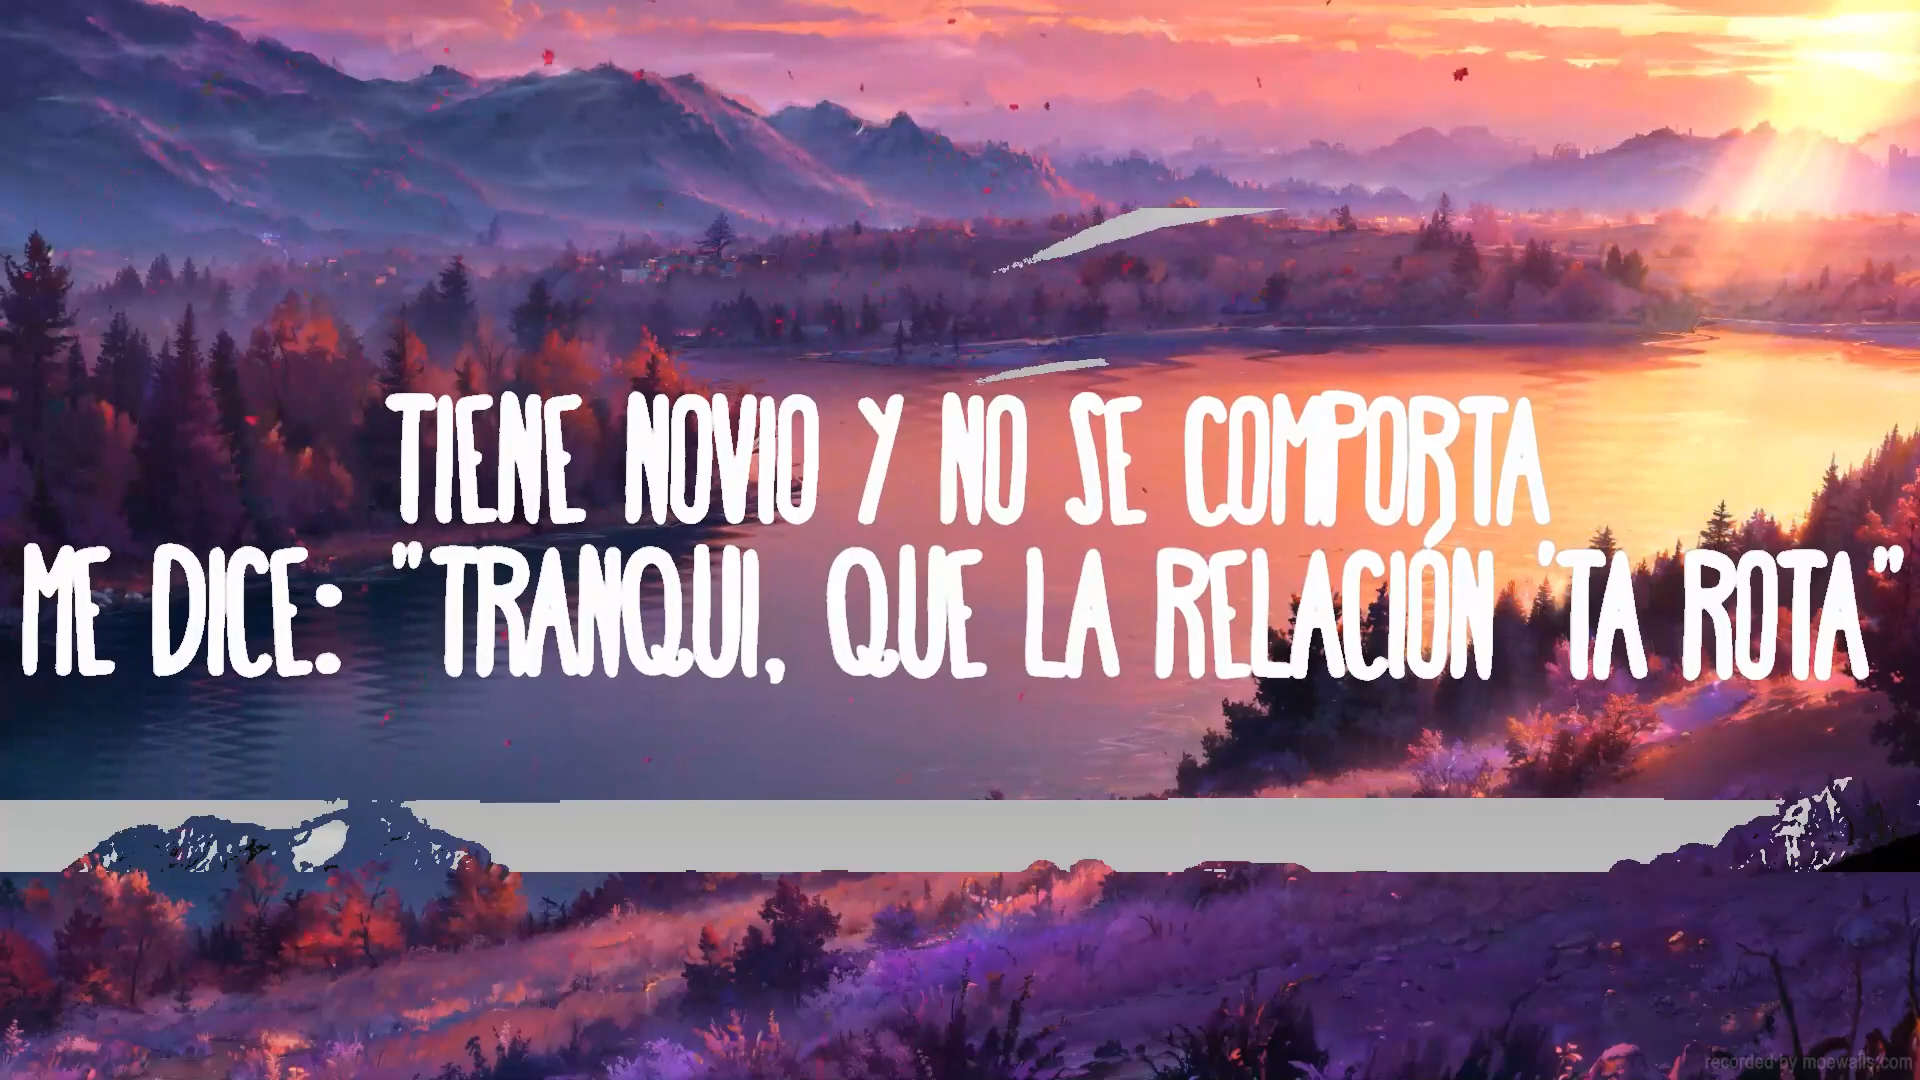 TIENE NOVIO Y NO SE COMPORTA
ME DICE: "TRANQUI, QUE LA RELACIÓN 'TA ROTA"
recorded by moewalls.com